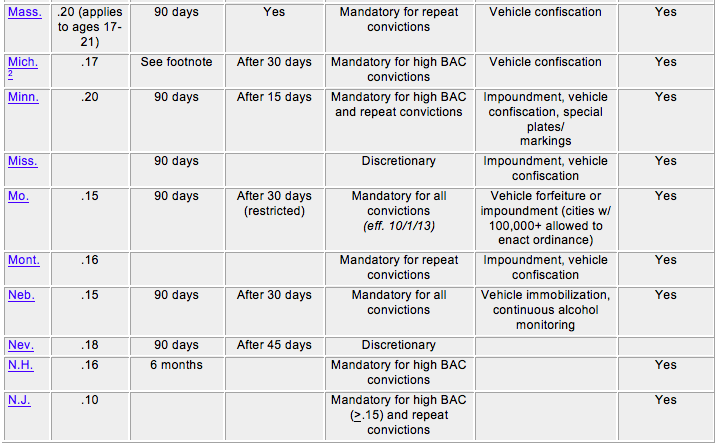 Mass. .20 (applies to ages 17-21) 90 days Yes Mandatory for repeat convictions Vehicle confiscation Yes
Mich. 2 .17 See footnote After 30 days Mandatory for high BAC convictions Vehicle confiscation Yes
Minn. .20 90 days After 15 days Mandatory for high BAC and repeat convictions Impoundment, vehicle confiscation, special plates/ markings Yes
Miss. 90 days Discretionary Impoundment, vehicle confiscation Yes
Mo. .15 90 days After 30 days (restricted) Mandatory for all convictions (eff. 10/1/13) Vehicle forfeiture or impoundment (cities w/ 100,000+ allowed to enact ordinance) Yes
Mont. .16 Mandatory for repeat convictions Impoundment, vehicle confiscation Yes
Neb. .15 90 days After 30 days Mandatory for all convictions Vehicle immobilization, continuous alcohol monitoring Yes
Nev. .18 90 days After 45 days Discretionary
N.H. .16 6 months Mandatory for high BAC convictions Yes
N.J. .10 Mandatory for high BAC (>.15) and repeat convictions Yes